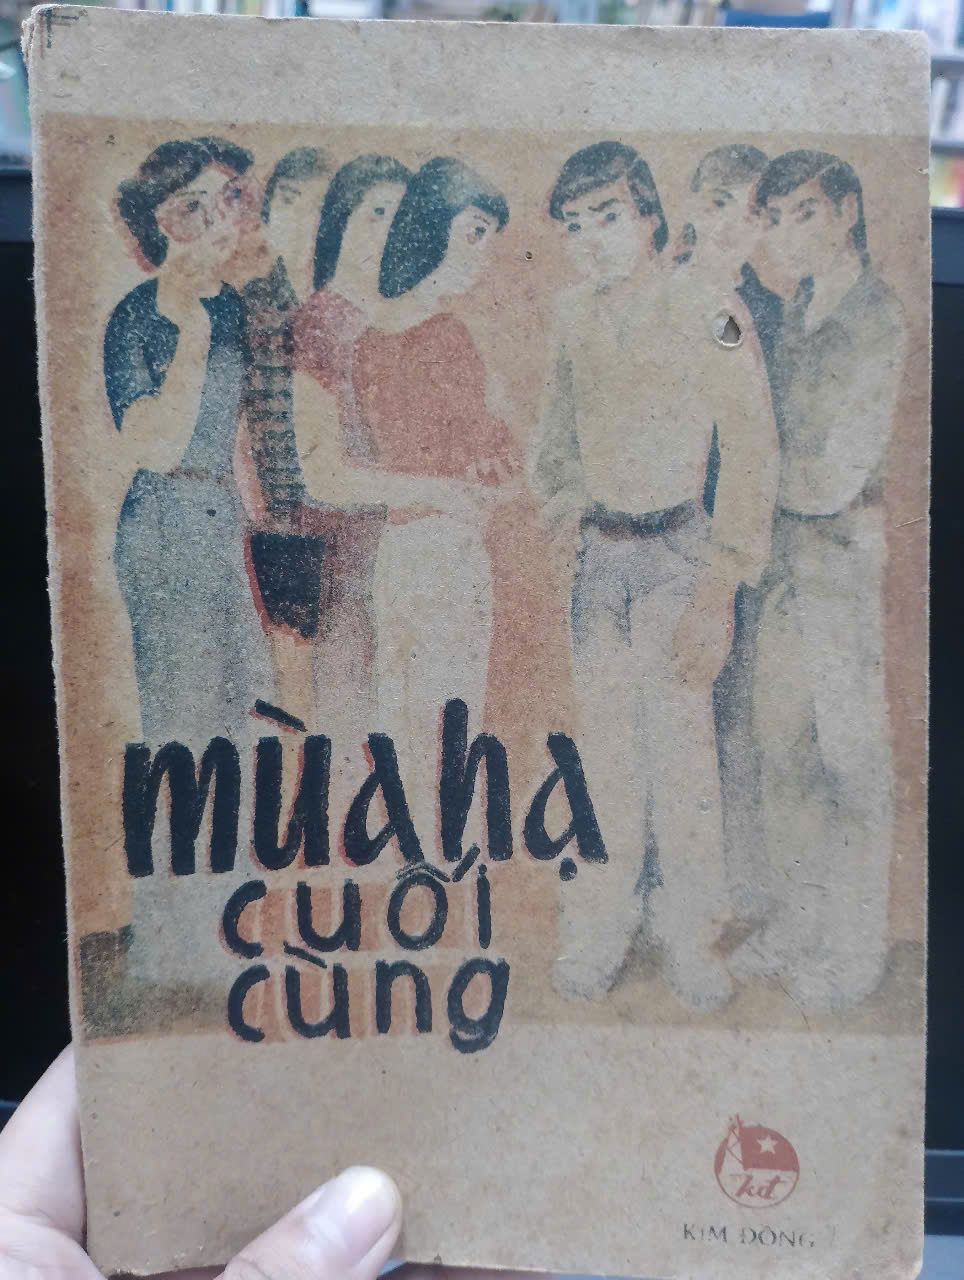 mùa hạ
cuối
cùng
kđ
KIM ĐỒNG